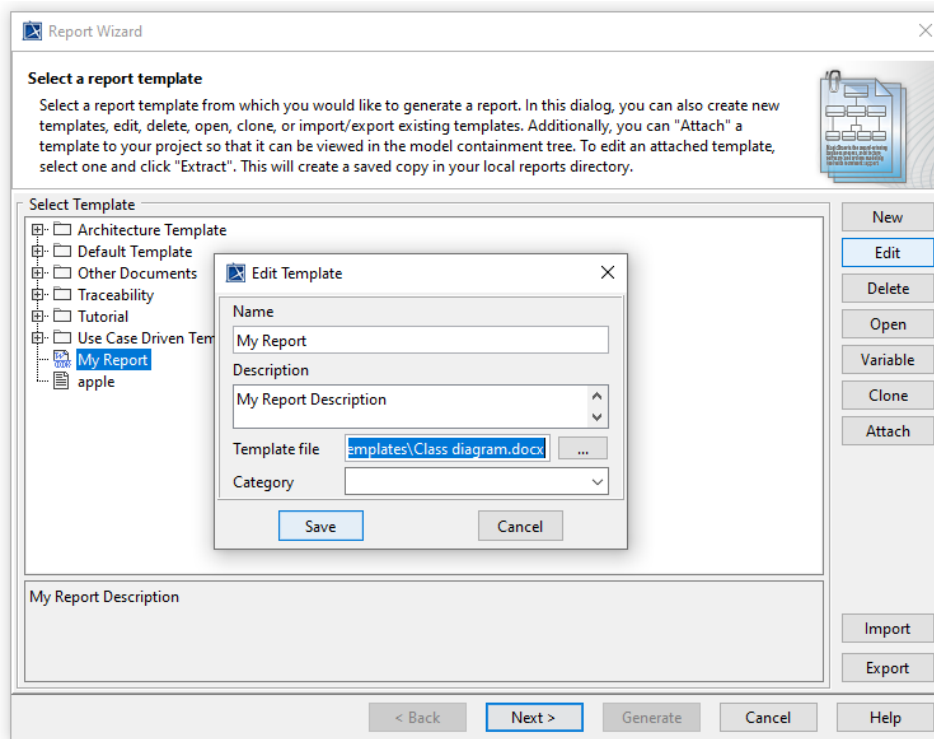 Report Wizard
Select a report template
Select a report template from which you would like to generate a report. In this dialog, you can also create new
templates, edit, delete, open, clone, or import/export existing templates. Additionally, you can "Attach" a
template to your project so that it can be viewed in the model containment tree. To edit an attached template,
select one and click "Extract". This will create a saved copy in your local reports directory.
Select Template
Architecture Template
Default Template
Other Documents
Traceability
Tutorial
Use Case Driven Tem
My Report
apple
Edit Template
Name
My Report
Description
My Report Description
Template file
emplates\Class diagram.docx
...
Category
Save
Cancel
New
Edit
Delete
Open
Variable
Clone
Attach
My Report Description
Import
Export
< Back
Next >
Generate
Cancel
Help